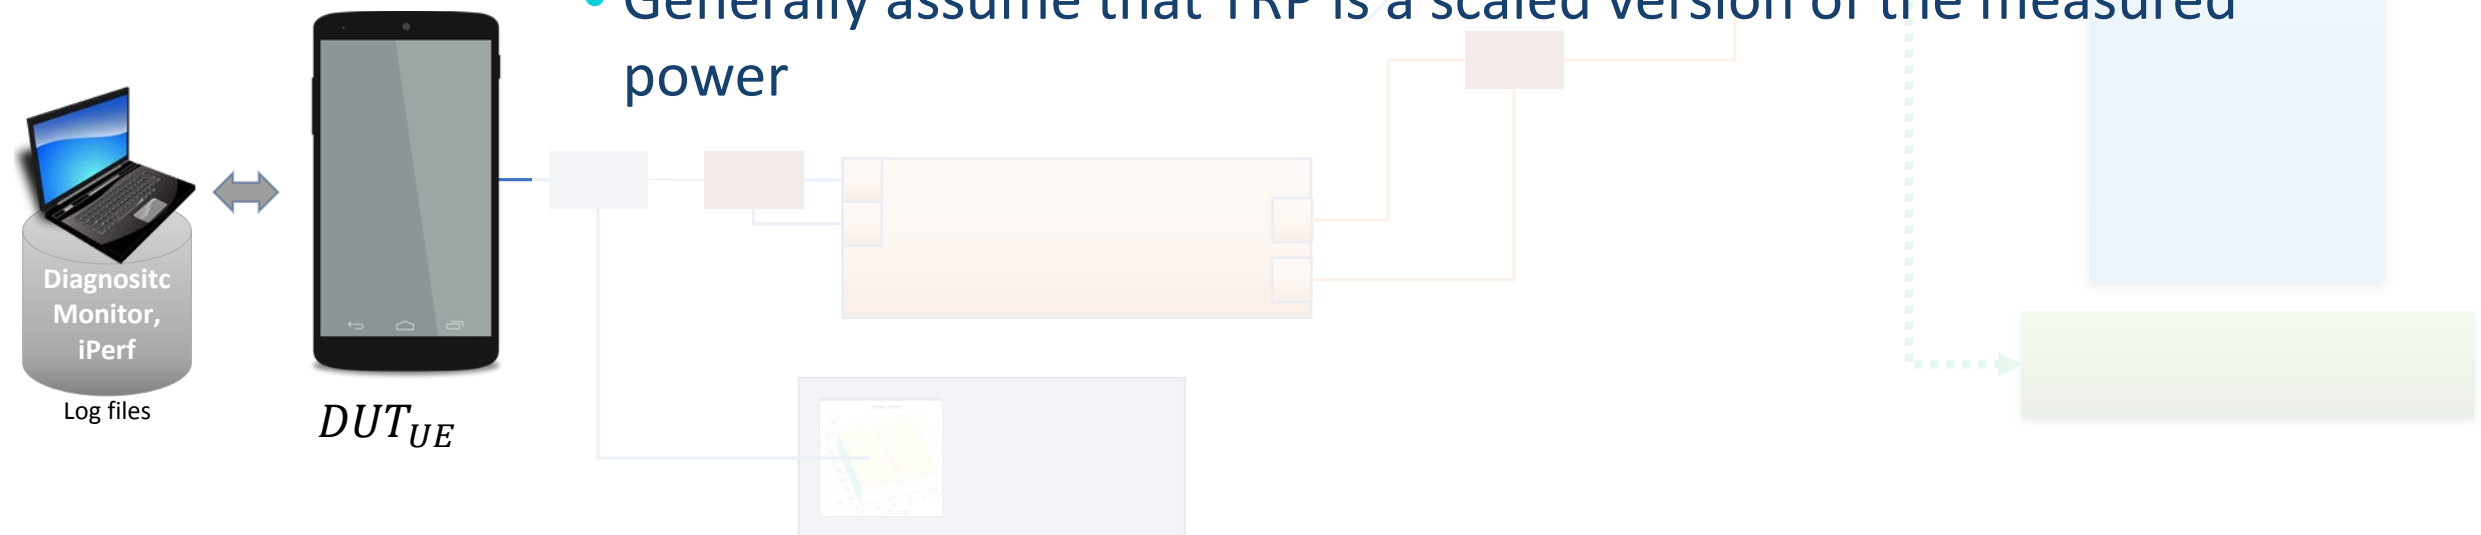 • Generally assume that TRP is a scaled version of the measured
power
Diagnositc
Monitor,
iPerf
Log files
DUT_UE